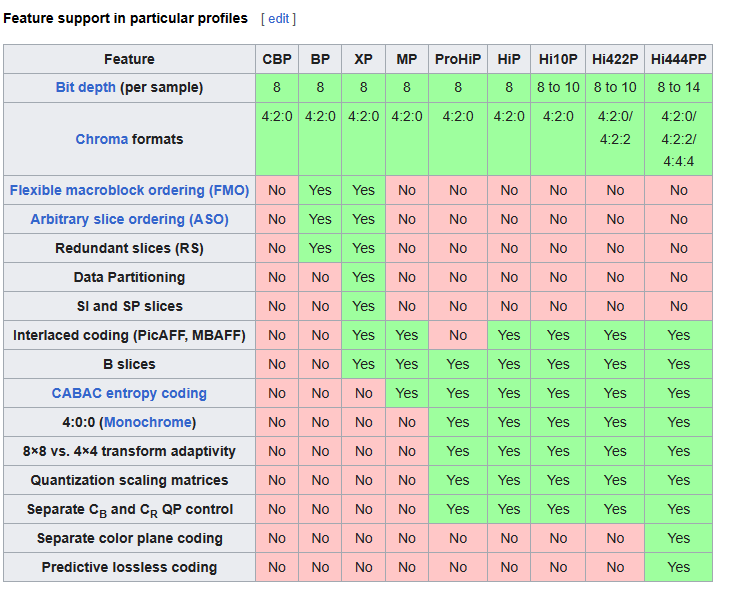 Feature support in particular profiles [ edit ]
Feature CBP BP XP MP ProHiP HiP Hi10P Hi422P Hi444PP
Bit depth (per sample) 8 8 8 8 8 8 8 to 10 8 to 10 8 to 14
Chroma formats 4:2:0 4:2:0 4:2:0 4:2:0 4:2:0 4:2:0 4:2:0 4:2:0/ 4:2:0/
4:2:2 4:2:2/
4:4:4
Flexible macroblock ordering (FMO) No Yes Yes No No No No No No
Arbitrary slice ordering (ASO) No Yes Yes No No No No No No
Redundant slices (RS) No Yes Yes No No No No No No
Data Partitioning No No Yes No No No No No No
SI and SP slices No No Yes No No No No No No
Interlaced coding (PicAFF, MBAFF) No No Yes Yes No Yes Yes Yes Yes
B slices No No Yes Yes Yes Yes Yes Yes Yes
CABAC entropy coding No No No Yes Yes Yes Yes Yes Yes
4:0:0 (Monochrome) No No No No Yes Yes Yes Yes Yes
8×8 vs. 4×4 transform adaptivity No No No No Yes Yes Yes Yes Yes
Quantization scaling matrices No No No No Yes Yes Yes Yes Yes
Separate CB and CR QP control No No No No Yes Yes Yes Yes Yes
Separate color plane coding No No No No No No No No Yes
Predictive lossless coding No No No No No No No No Yes